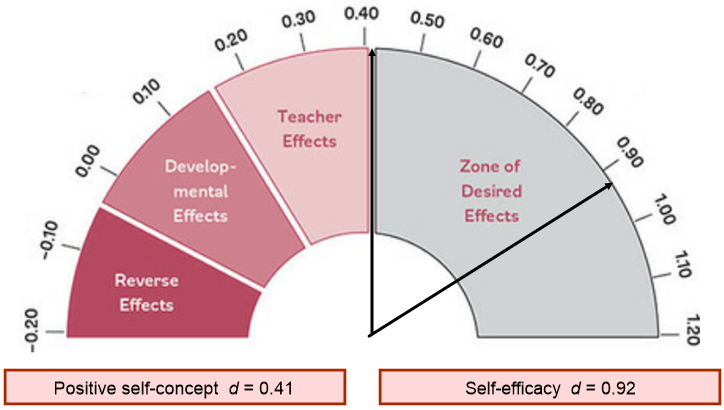 -0.20
-0.10
0.00
0.10
0.20
0.30
0.40
0.50
0.60
0.70
0.80
0.90
1.00
1.10
1.20
Reverse
Effects
Develop-
mental
Effects
Teacher
Effects
Zone of
Desired
Effects
Positive self-concept d = 0.41
Self-efficacy d = 0.92